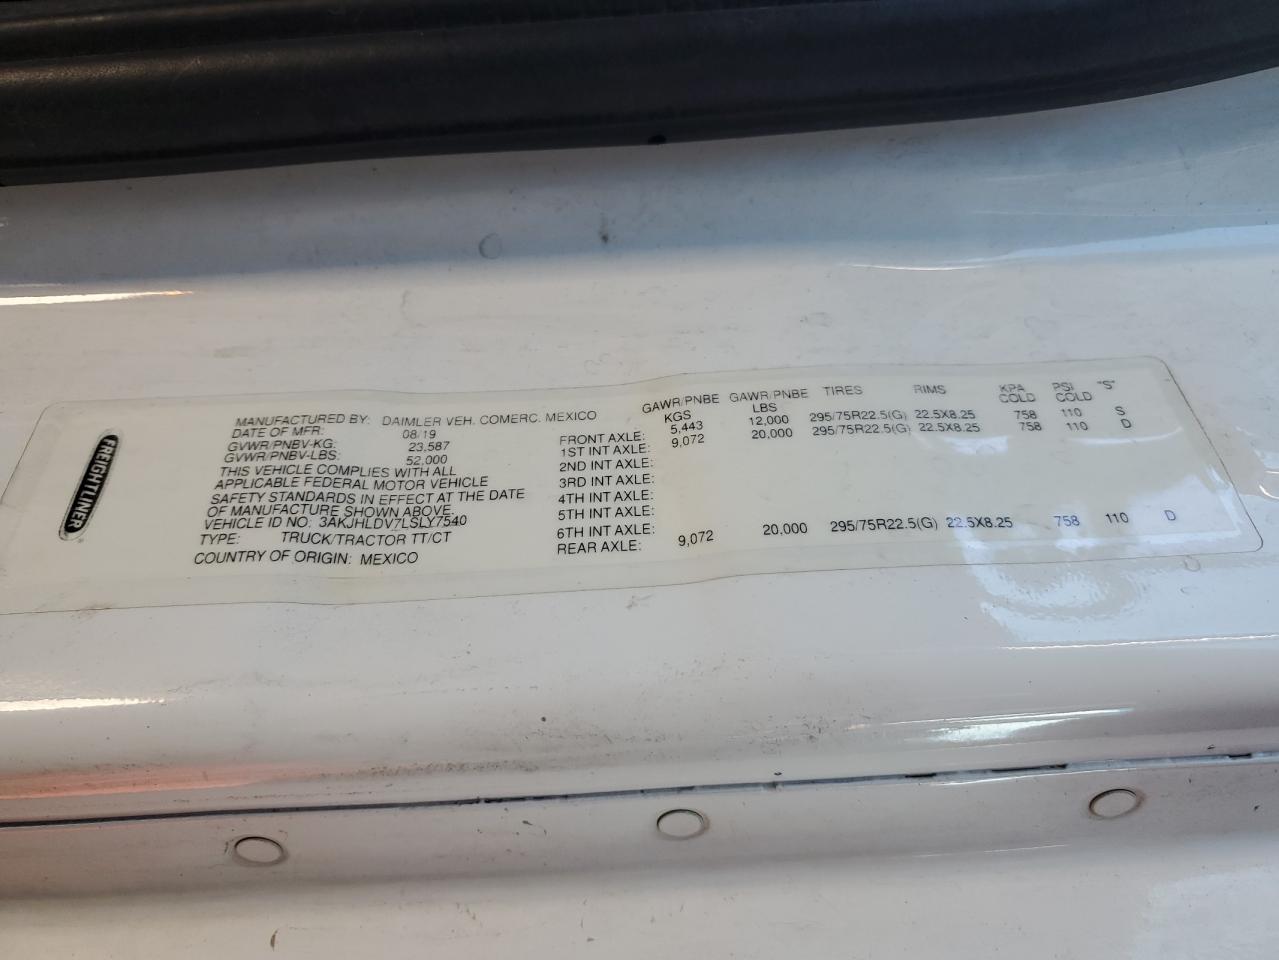 FREIGHTLINER
MANUFACTURED BY: DAIMLER VEH. COMERC. MEXICO
DATE OF MFR: 08/19
GVWR/PNBV-KG: 23,587
GVWR/PNBV-LBS: 52,000
THIS VEHICLE COMPLIES WITH ALL
APPLICABLE FEDERAL MOTOR VEHICLE
SAFETY STANDARDS IN EFFECT AT THE DATE
OF MANUFACTURE SHOWN ABOVE.
VEHICLE ID NO: 3AKJHLDV7LSLY7540
TYPE: TRUCK/TRACTOR TT/CT
COUNTRY OF ORIGIN: MEXICO
GAWR/PNBE GAWR/PNBE TIRES RIMS KPA PSI "S"
KGS LBS COLD COLD
FRONT AXLE: 5,443 12,000 295/75R22.5(G) 22.5X8.25 758 110 S
1ST INT AXLE: 9,072 20,000 295/75R22.5(G) 22.5X8.25 758 110 D
2ND INT AXLE:
3RD INT AXLE:
4TH INT AXLE:
5TH INT AXLE:
6TH INT AXLE:
REAR AXLE: 9,072 20,000 295/75R22.5(G) 22.5X8.25 758 110 D